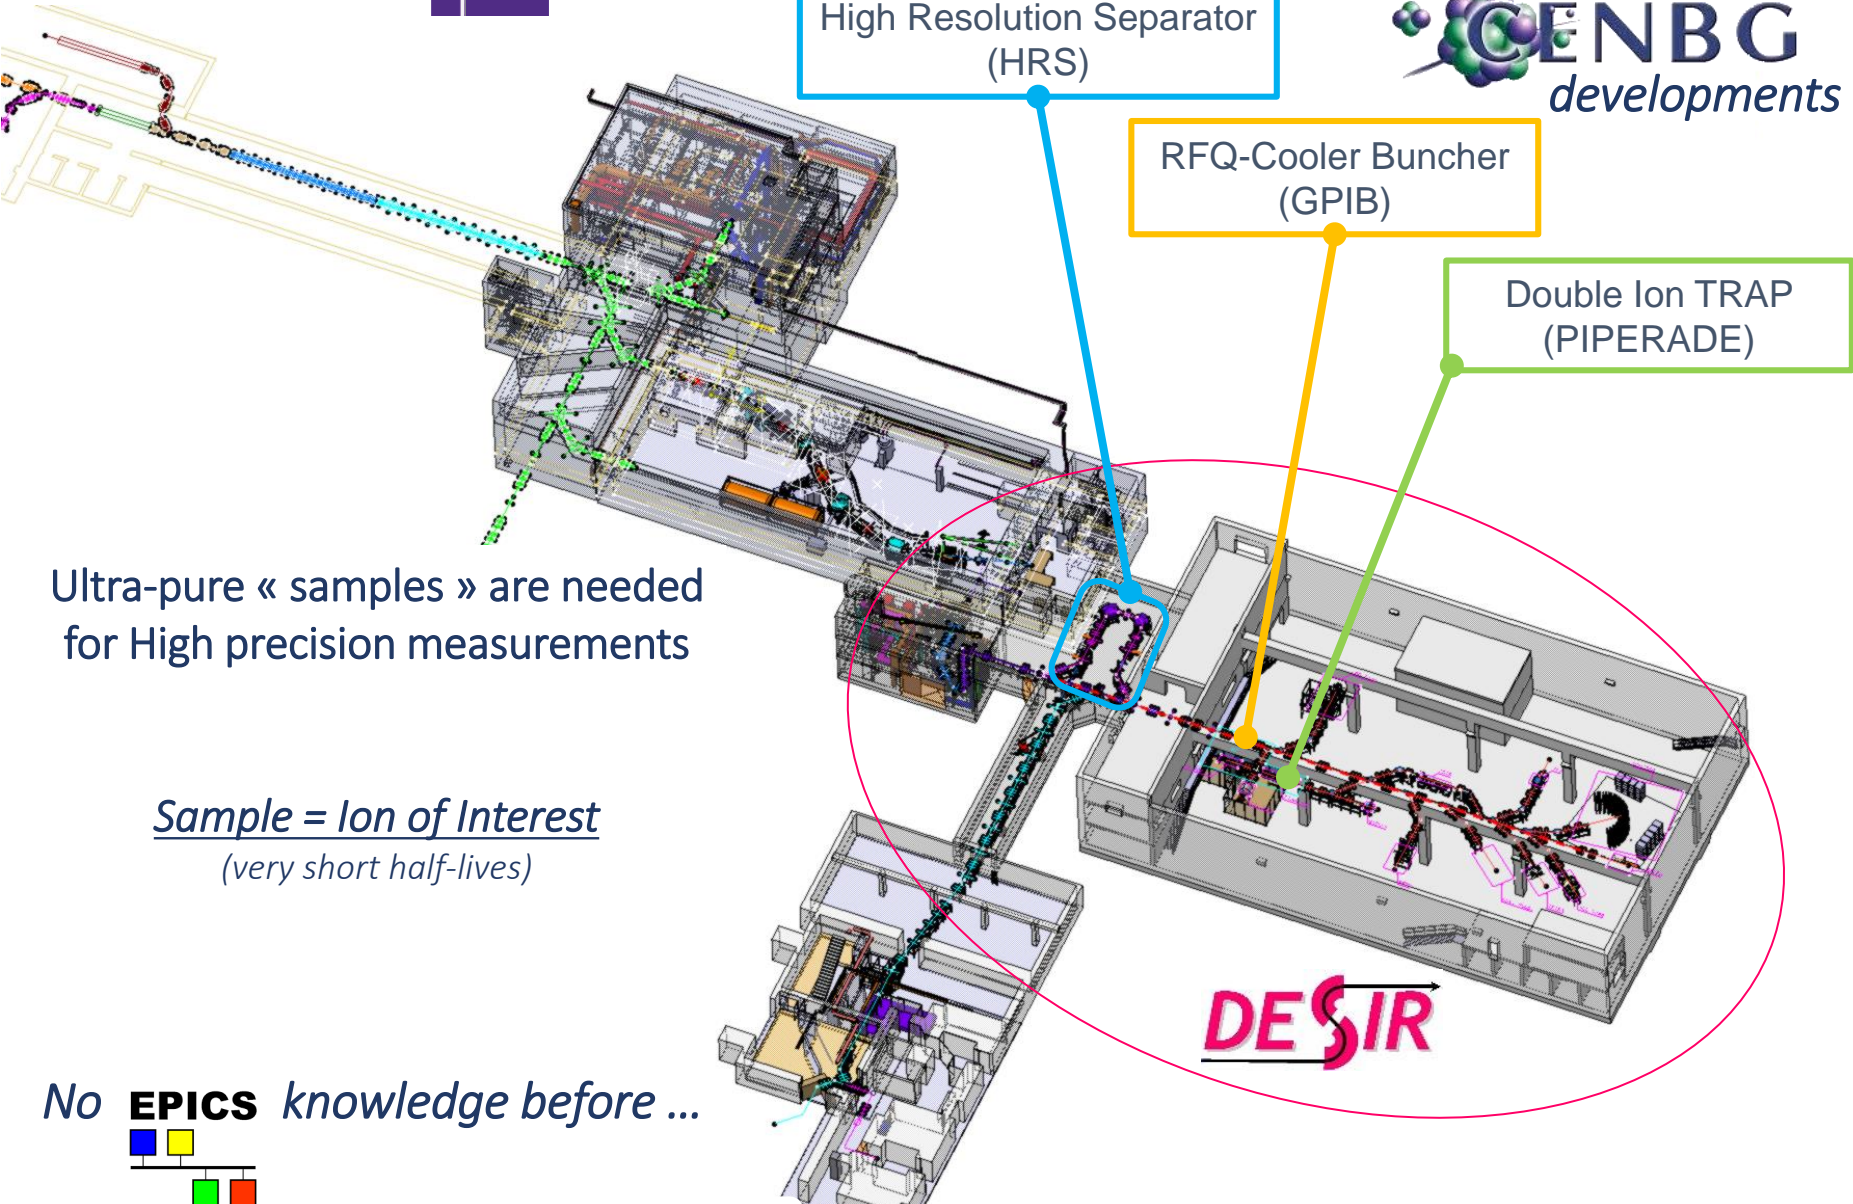 High Resolution Separator
(HRS)
CENBG
developments
RFQ-Cooler Buncher
(GPIB)
Double Ion TRAP
(PIPERADE)
Ultra-pure « samples » are needed
for High precision measurements
Sample = Ion of Interest
(very short half-lives)
DESIR
No EPICS knowledge before ...